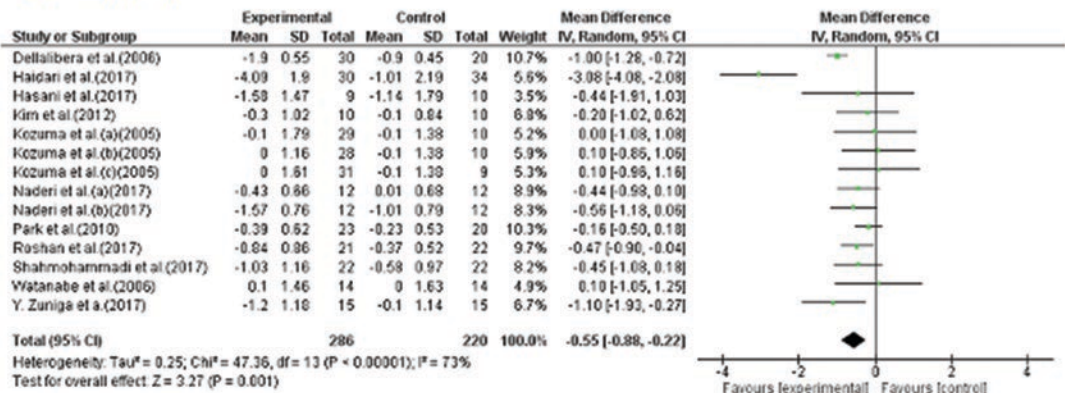 Experimental Control Mean Difference Mean Difference
Study or Subgroup Mean SD Total Mean SD Total Weight IV, Random, 95% CI IV, Random, 95% CI
Dellalibera et al.(2006) -1.9 0.55 30 -0.9 0.45 20 10.7% -1.00 [-1.28, -0.72]
Haidari et al.(2017) -4.09 1.9 30 -1.01 2.19 34 5.6% -3.08 [-4.08, -2.08]
Hasani et al.(2017) -1.58 1.47 9 -1.14 1.79 10 3.5% -0.44 [-1.91, 1.03]
Kim et al.(2012) -0.3 1.02 10 -0.1 0.84 10 6.8% -0.20 [-1.02, 0.62]
Kozuma et al.(a)(2005) -0.1 1.79 29 -0.1 1.38 10 5.2% 0.00 [-1.08, 1.08]
Kozuma et al.(b)(2005) 0 1.16 28 -0.1 1.38 10 5.9% 0.10 [-0.86, 1.06]
Kozuma et al.(c)(2005) 0 1.61 31 -0.1 1.38 9 5.3% 0.10 [-0.96, 1.16]
Naderi et al.(a)(2017) -0.43 0.66 12 0.01 0.68 12 8.9% -0.44 [-0.98, 0.10]
Naderi et al.(b)(2017) -1.57 0.76 12 -1.01 0.79 12 8.3% -0.56 [-1.18, 0.06]
Park et al.(2010) -0.39 0.62 23 -0.23 0.53 20 10.3% -0.16 [-0.50, 0.18]
Roshan et al.(2017) -0.84 0.86 21 -0.37 0.52 22 9.7% -0.47 [-0.90, -0.04]
Shahmohammadi et al.(2017) -1.03 1.16 22 -0.58 0.97 22 8.2% -0.45 [-1.08, 0.18]
Watanabe et al.(2006) 0.1 1.46 14 0 1.63 14 4.9% 0.10 [-1.05, 1.25]
Y. Zuniga et a.(2017) -1.2 1.18 15 -0.1 1.14 15 6.7% -1.10 [-1.93, -0.27]
Total (95% CI) 286 220 100.0% -0.55 [-0.88, -0.22]
Heterogeneity: Tau² = 0.25; Chi² = 47.36, df = 13 (P < 0.00001); I² = 73%
Test for overall effect: Z = 3.27 (P = 0.001)
-4 -2 0 2 4
Favours [experimental] Favours [control]